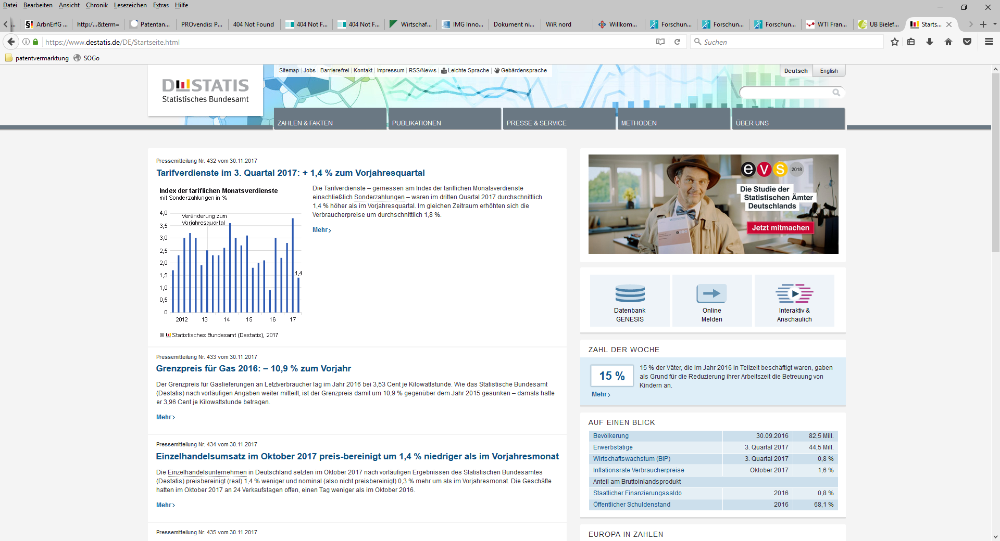 Datei Bearbeiten Ansicht Chronik Lesezeichen Extras Hilfe
... ArbnErfG ... http:/...&term= Patentan... PROvendis: P... 404 Not Found 404 Not F... 404 Not F... Wirtschaf... IMG Inno... Dokument ni... WiR nord Willkom... Forschun... Forschun... Forschun... WTI Fran... UB Bielef... Starts...
https://www.destatis.de/DE/Startseite.html Suchen
patentvermarktung SOGo
Sitemap | Jobs | Barrierefrei | Kontakt | Impressum | RSS/News | Leichte Sprache | Gebärdensprache
Deutsch English
DESTATIS
Statistisches Bundesamt
ZAHLEN & FAKTEN PUBLIKATIONEN PRESSE & SERVICE METHODEN ÜBER UNS
Pressemitteilung Nr. 432 vom 30.11.2017
Tarifverdienste im 3. Quartal 2017: + 1,4 % zum Vorjahresquartal
Index der tariflichen Monatsverdienste
mit Sonderzahlungen in %
4,0
Veränderung zum
Vorjahresquartal
3,5
3,0
2,5
2,0
1,5
1,4
1,0
0,5
0
2012 13 14 15 16 17
© Statistisches Bundesamt (Destatis), 2017
Die Tarifverdienste – gemessen am Index der tariflichen Monatsverdienste
einschließlich Sonderzahlungen – waren im dritten Quartal 2017 durchschnittlich
1,4 % höher als im Vorjahresquartal. Im gleichen Zeitraum erhöhten sich die
Verbraucherpreise um durchschnittlich 1,8 %.
Mehr
Pressemitteilung Nr. 433 vom 30.11.2017
Grenzpreis für Gas 2016: – 10,9 % zum Vorjahr
Der Grenzpreis für Gaslieferungen an Letztverbraucher lag im Jahr 2016 bei 3,53 Cent je Kilowattstunde. Wie das Statistische Bundesamt
(Destatis) nach vorläufigen Angaben weiter mitteilt, ist der Grenzpreis damit um 10,9 % gegenüber dem Jahr 2015 gesunken – damals hatte
er 3,96 Cent je Kilowattstunde betragen.
Mehr
Pressemitteilung Nr. 434 vom 30.11.2017
Einzelhandelsumsatz im Oktober 2017 preis-bereinigt um 1,4 % niedriger als im Vorjahresmonat
Die Einzelhandelsunternehmen in Deutschland setzten im Oktober 2017 nach vorläufigen Ergebnissen des Statistischen Bundesamtes
(Destatis) preisbereinigt (real) 1,4 % weniger und nominal (also nicht preisbereinigt) 0,3 % mehr um als im Vorjahresmonat. Die Geschäfte
hatten im Oktober 2017 an 24 Verkaufstagen offen, einen Tag weniger als im Oktober 2016.
Mehr
Pressemitteilung Nr. 435 vom 30.11.2017
evs 2018
Die Studie der
Statistischen Ämter
Deutschlands
Jetzt mitmachen
Datenbank
GENESIS
Online
Melden
Interaktiv &
Anschaulich
ZAHL DER WOCHE
15 %
15 % der Väter, die im Jahr 2016 in Teilzeit beschäftigt waren, gaben
als Grund für die Reduzierung ihrer Arbeitszeit die Betreuung von
Kindern an.
Mehr
AUF EINEN BLICK
Bevölkerung 30.09.2016 82,5 Mill.
Erwerbstätige 3. Quartal 2017 44,5 Mill.
Wirtschaftswachstum (BIP) 3. Quartal 2017 0,8 %
Inflationsrate Verbraucherpreise Oktober 2017 1,6 %
Anteil am Bruttoinlandsprodukt
Staatlicher Finanzierungssaldo 2016 0,8 %
Öffentlicher Schuldenstand 2016 68,1 %
EUROPA IN ZAHLEN